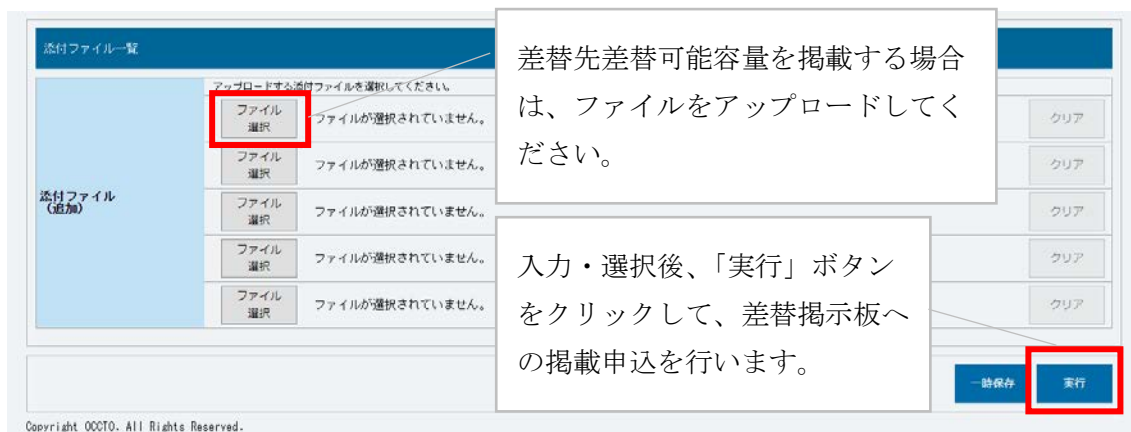 添付ファイル一覧
差替先差替可能容量を掲載する場合
は、ファイルをアップロードしてく
ださい。
アップロードする添付ファイルを選択してください。
ファイル
選択
ファイルが選択されていません。
クリア
ファイル
選択
ファイルが選択されていません。
クリア
添付ファイル
(追加)
ファイル
選択
ファイルが選択されていません。
クリア
ファイル
選択
ファイルが選択されていません。
クリア
ファイル
選択
ファイルが選択されていません。
クリア
入力・選択後、「実行」ボタン
をクリックして、差替掲示板へ
の掲載申込を行います。
一時保存
実行
Copyright OCCTO. All Rights Reserved.